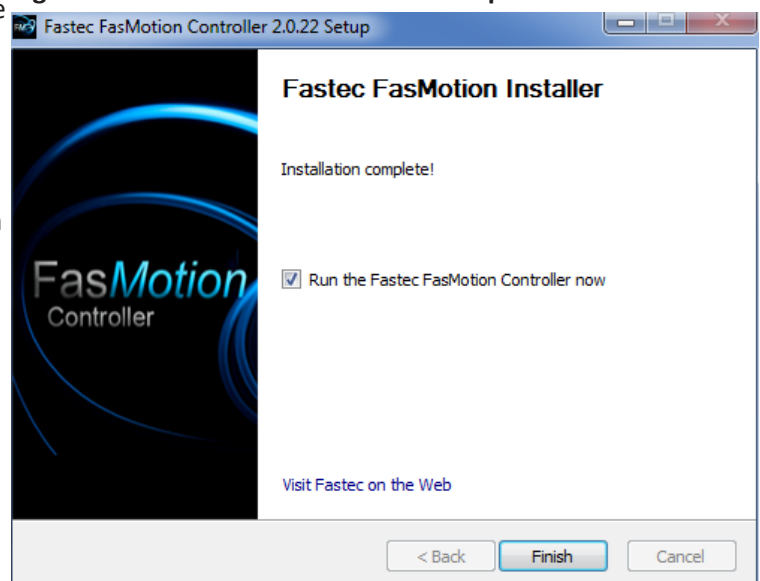 Fastec FasMotion Controller 2.0.22 Setup
Fastec FasMotion Installer
Installation complete!
FasMotion
Controller
Run the Fastec FasMotion Controller now
Visit Fastec on the Web
< Back
Finish
Cancel